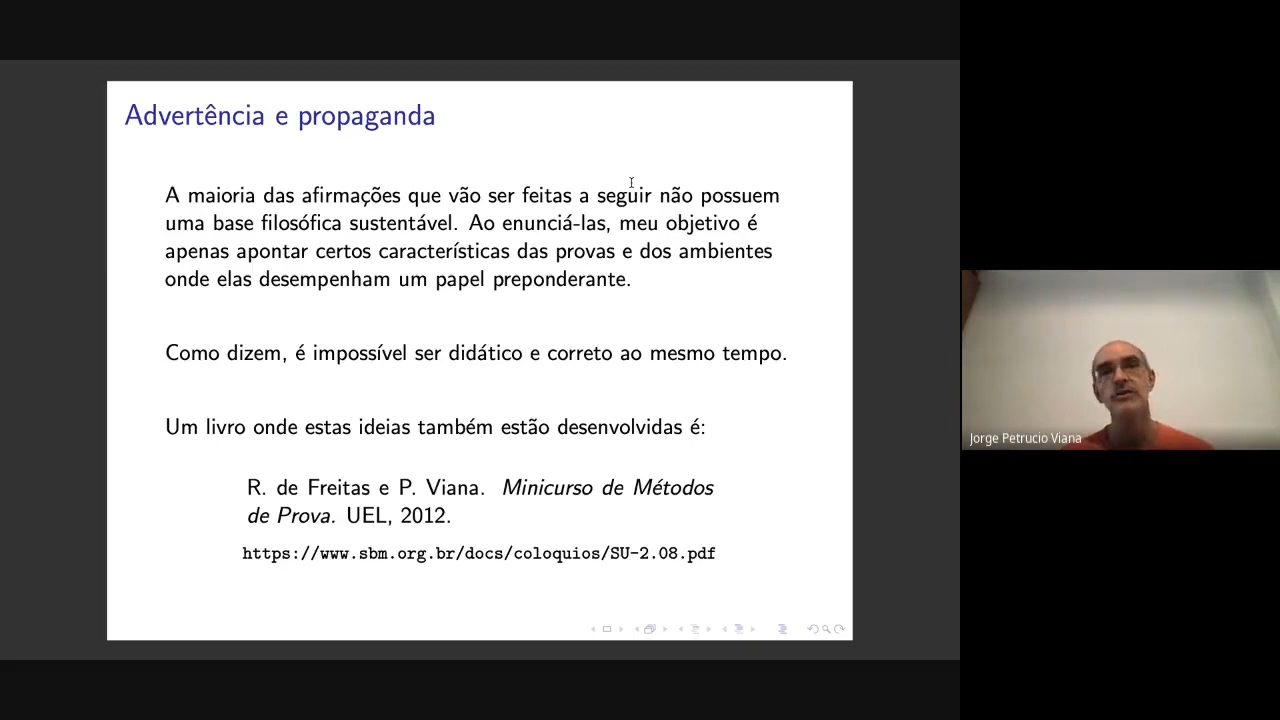 Advertência e propaganda
A maioria das afirmações que vão ser feitas a seguir não possuem
uma base filosófica sustentável. Ao enunciá-las, meu objetivo é
apenas apontar certos características das provas e dos ambientes
onde elas desempenham um papel preponderante.
Como dizem, é impossível ser didático e correto ao mesmo tempo.
Um livro onde estas ideias também estão desenvolvidas é:
R. de Freitas e P. Viana. Minicurso de Métodos
de Prova. UEL, 2012.
https://www.sbm.org.br/docs/coloquios/SU-2.08.pdf
Jorge Petrucio Viana